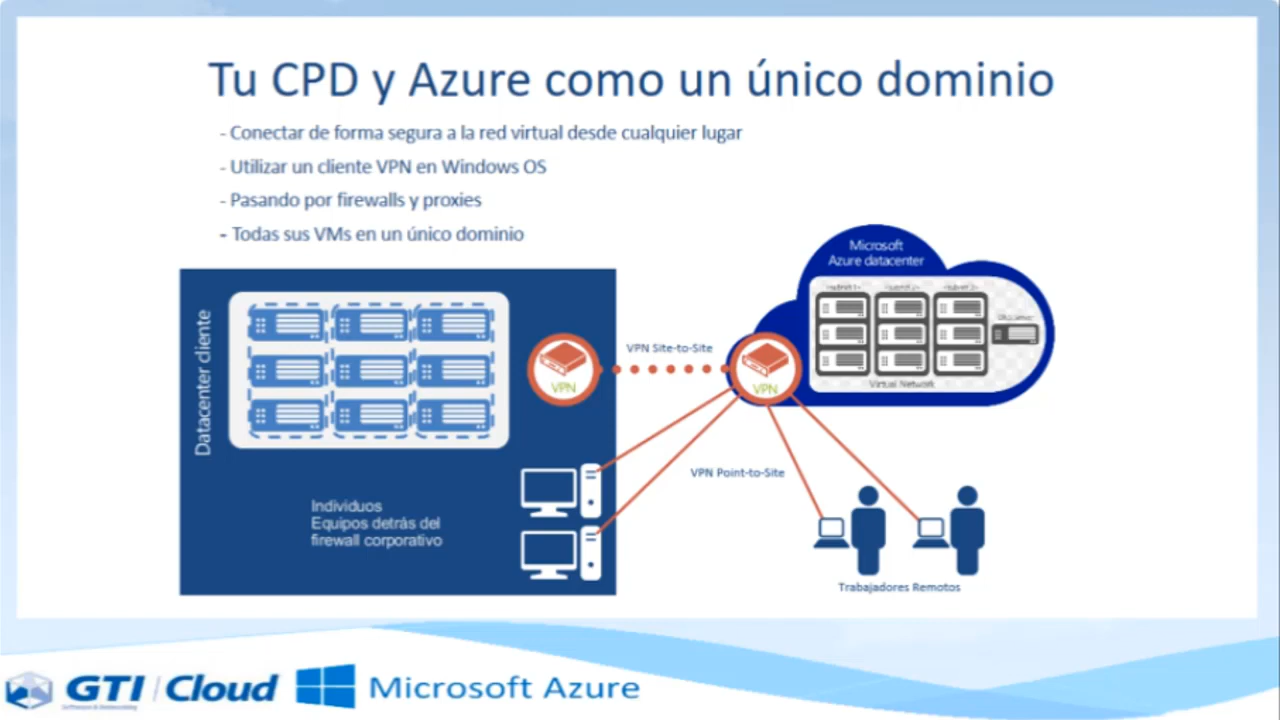 Tu CPD y Azure como un único dominio
- Conectar de forma segura a la red virtual desde cualquier lugar
- Utilizar un cliente VPN en Windows OS
- Pasando por firewalls y proxies
- Todas sus VMs en un único dominio
Microsoft
Azure datacenter
Virtual Network
Datacenter cliente
VPN
VPN Site-to-Site
VPN
VPN Point-to-Site
Individuos
Equipos detrás del
firewall corporativo
Trabajadores Remotos
GTI Cloud
Microsoft Azure